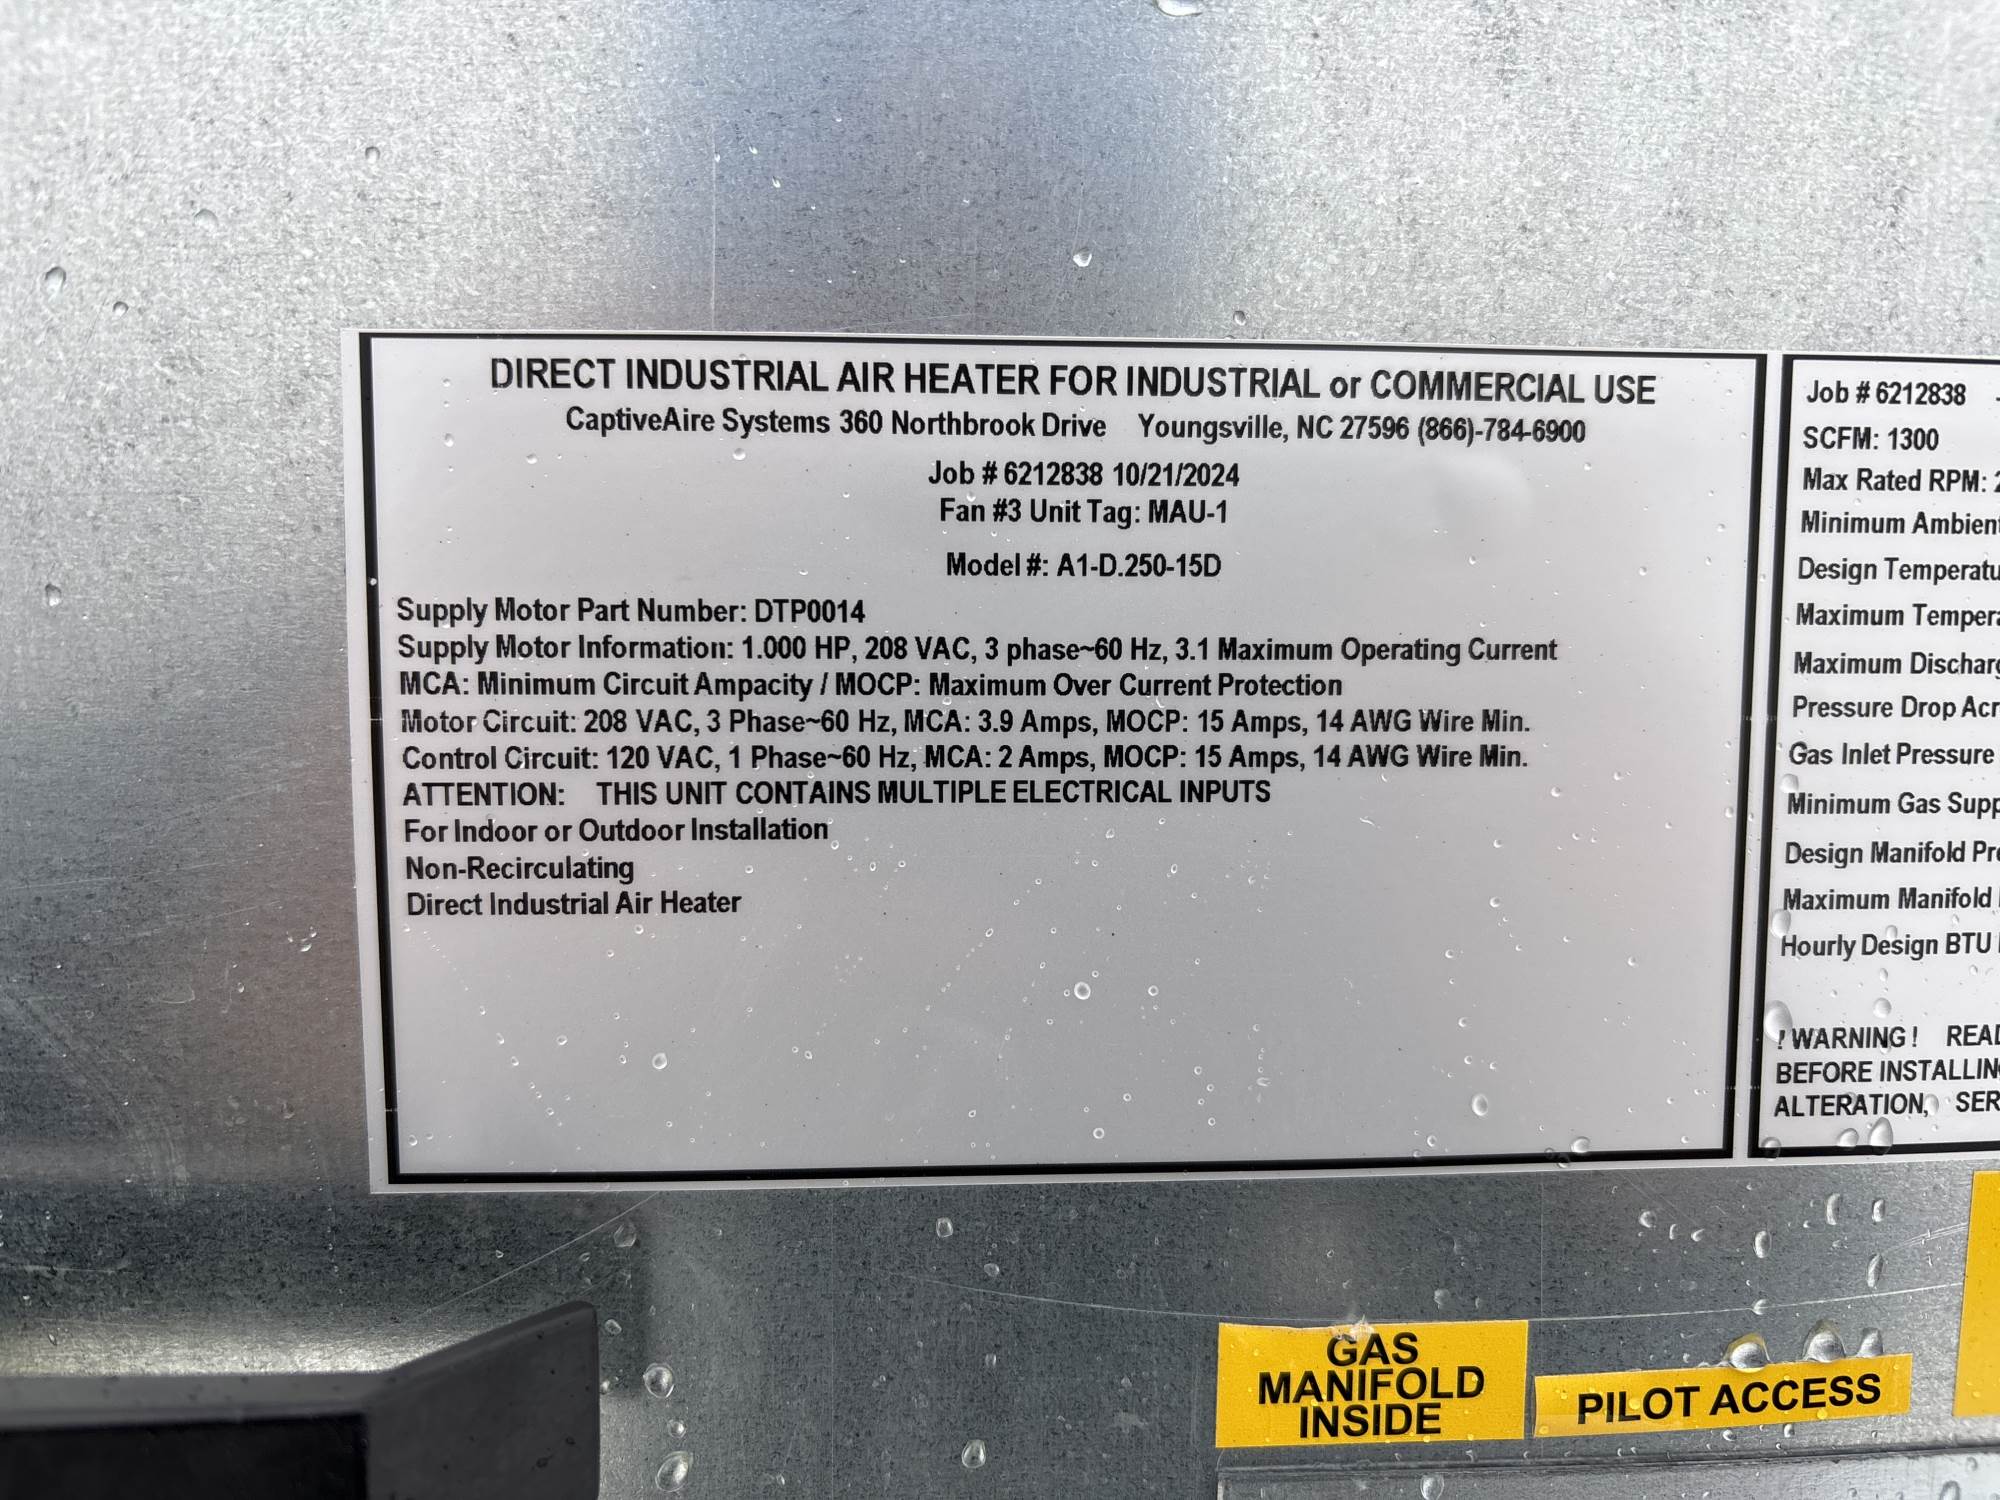 DIRECT INDUSTRIAL AIR HEATER FOR INDUSTRIAL or COMMERCIAL USE
CaptiveAire Systems 360 Northbrook Drive Youngsville, NC 27596 (866)-784-6900
Job # 6212838 10/21/2024
Fan #3 Unit Tag: MAU-1
Model #: A1-D.250-15D
Supply Motor Part Number: DTP0014
Supply Motor Information: 1.000 HP, 208 VAC, 3 phase~60 Hz, 3.1 Maximum Operating Current
MCA: Minimum Circuit Ampacity / MOCP: Maximum Over Current Protection
Motor Circuit: 208 VAC, 3 Phase~60 Hz, MCA: 3.9 Amps, MOCP: 15 Amps, 14 AWG Wire Min.
Control Circuit: 120 VAC, 1 Phase~60 Hz, MCA: 2 Amps, MOCP: 15 Amps, 14 AWG Wire Min.
ATTENTION: THIS UNIT CONTAINS MULTIPLE ELECTRICAL INPUTS
For Indoor or Outdoor Installation
Non-Recirculating
Direct Industrial Air Heater
Job # 6212838
SCFM: 1300
Max Rated RPM:
Minimum Ambient
Design
Maximum
Maximum
Pressure Drop
Gas Inlet Pressure
Minimum Gas
Design Manifold
Maximum Manifold
Hourly Design BTU
! WARNING !
BEFORE
ALTERATION,
GAS
MANIFOLD
INSIDE
PILOT ACCESS